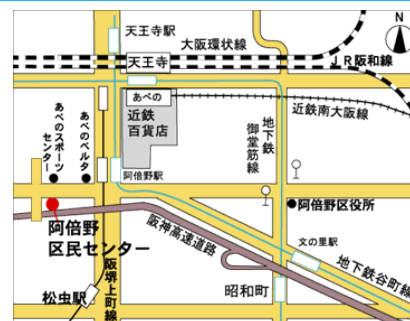 天王寺駅
大阪環状線
N
天王寺
JR阪和線
あべの
近鉄
百貨店
近鉄南大阪線
地下鉄
御堂筋線
あべのスポーツ
センター
あべのベルタ
阿倍野駅
阿倍野区役所
阿倍野
区民センター
阪神高速道路
文の里駅
地下鉄谷町線
昭和町
松虫駅
阪堺上町線